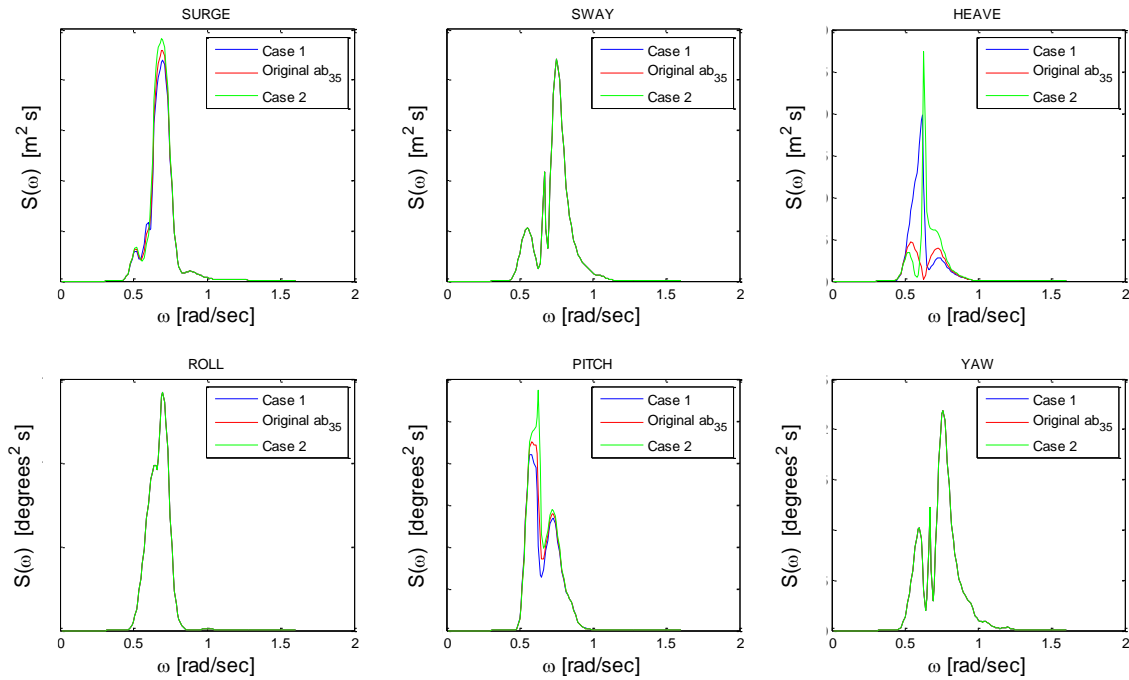 SURGE
Case 1
Original ab35
Case 2
S(ω) [m2 s]
0 0.5 1 1.5 2
ω [rad/sec]
SWAY
Case 1
Original ab35
Case 2
S(ω) [m2 s]
0 0.5 1 1.5 2
ω [rad/sec]
HEAVE
Case 1
Original ab35
Case 2
S(ω) [m2 s]
0 0.5 1 1.5 2
ω [rad/sec]
ROLL
Case 1
Original ab35
Case 2
S(ω) [degrees2 s]
0 0.5 1 1.5 2
ω [rad/sec]
PITCH
Case 1
Original ab35
Case 2
S(ω) [degrees2 s]
0 0.5 1 1.5 2
ω [rad/sec]
YAW
Case 1
Original ab35
Case 2
S(ω) [degrees2 s]
0 0.5 1 1.5 2
ω [rad/sec]